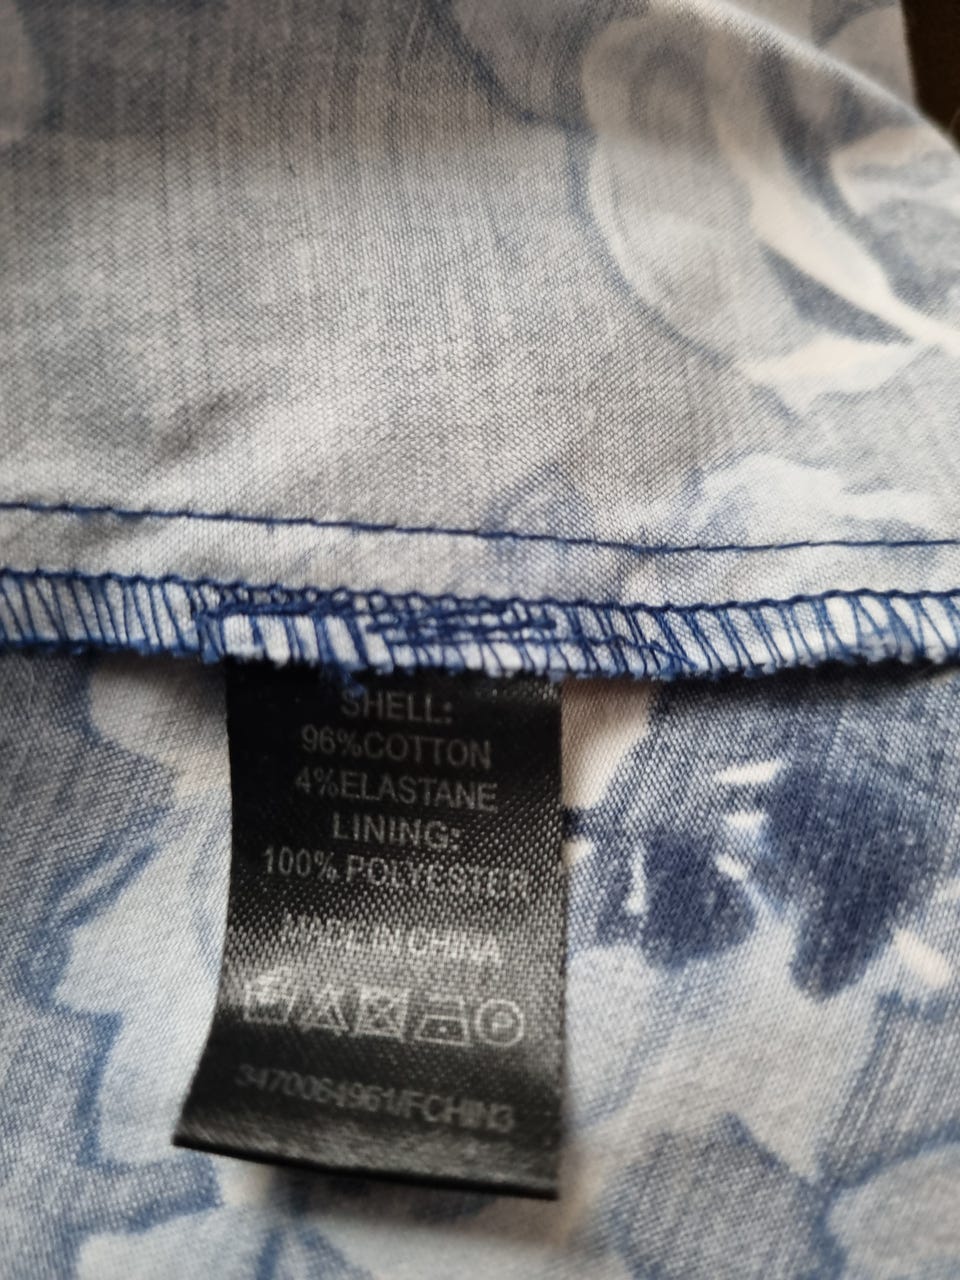 SHELL:
96%COTTON
4%ELASTANE
LINING:
100% POLYESTER
MADE IN CHINA
P
3470064961/FCHIN3